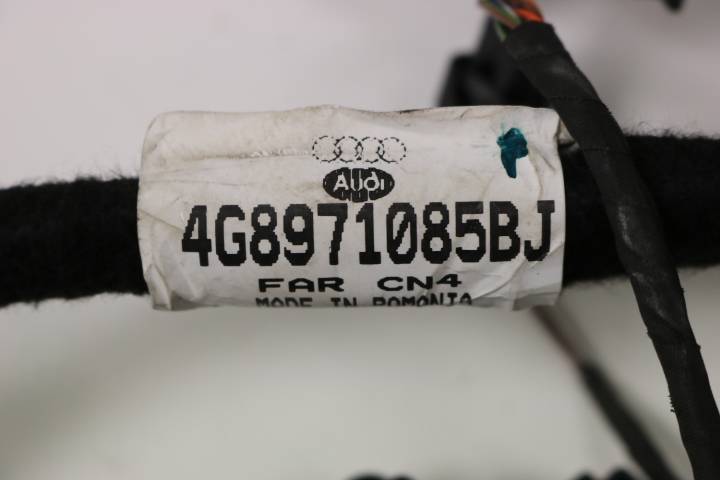 Audi
4G8971085BJ
FAR CN4
MADE IN ROMANIA